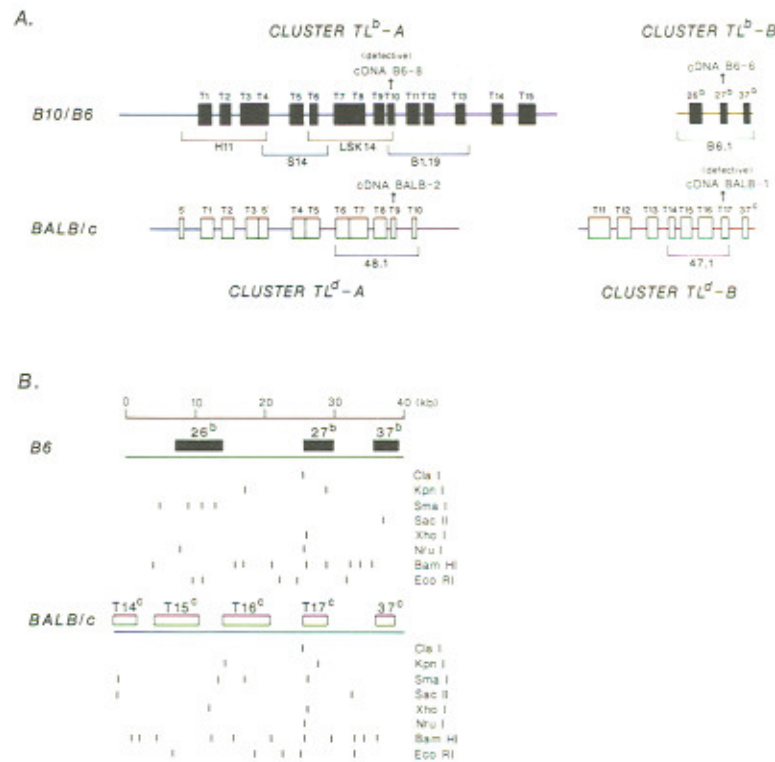 A.
CLUSTER TLᵇ-A
CLUSTER TLᵇ-B
(defective)
cDNA B6-8
cDNA B6-6
T1 T2 T3 T4 T5 T6 T7 T8 T9 T10 T11 T12 T13 T14 T15
26ᵇ 27ᵇ 37ᵇ
B10/B6
H11 S14 LSK14 B1.19
B6.1
(defective)
cDNA BALB-2
cDNA BALB-1
5' T1 T2 T3 5' T4 T5 T6 T7 T8 T9 T10
T11 T12 T13 T14 T15 T16 T17 37ᶜ
BALB/c
48.1
47.1
CLUSTER TLᵈ-A
CLUSTER TLᵈ-B
B.
0 10 20 30 40 (kp)
26ᵇ 27ᵇ 37ᵇ
B6
Cla I
Kpn I
Sma I
Sac II
Xho I
Nru I
Bam HI
Eco RI
T14ᶜ T15ᶜ T16ᶜ T17ᶜ 37ᶜ
BALB/c
Cla I
Kpn I
Sma I
Sac II
Xho I
Nru I
Bam HI
Eco RI